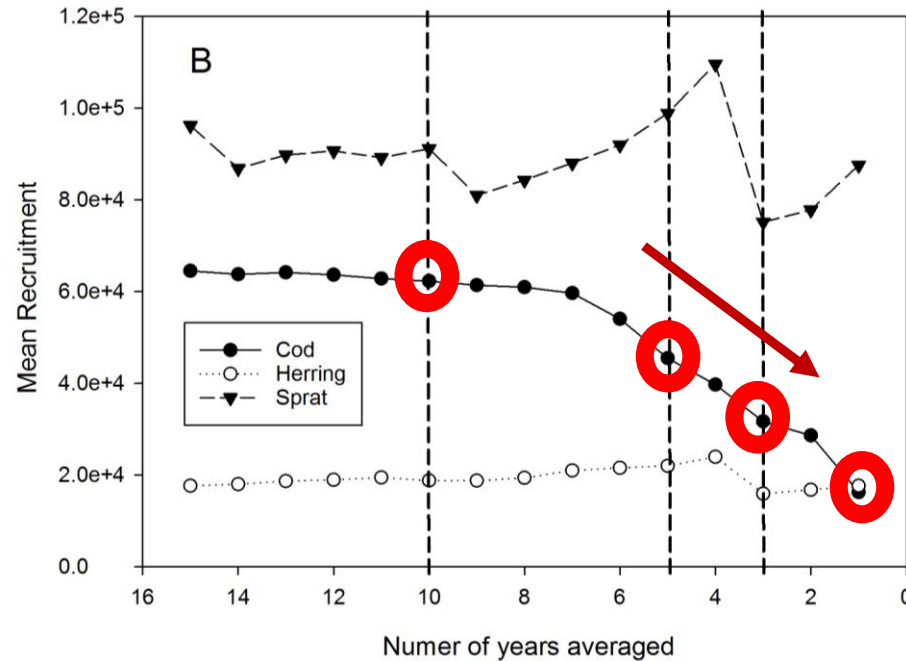 B
1.2e+5
1.0e+5
8.0e+4
6.0e+4
4.0e+4
2.0e+4
0.0
Mean Recruitment
Cod
Herring
Sprat
16 14 12 10 8 6 4 2 0
Numer of years averaged